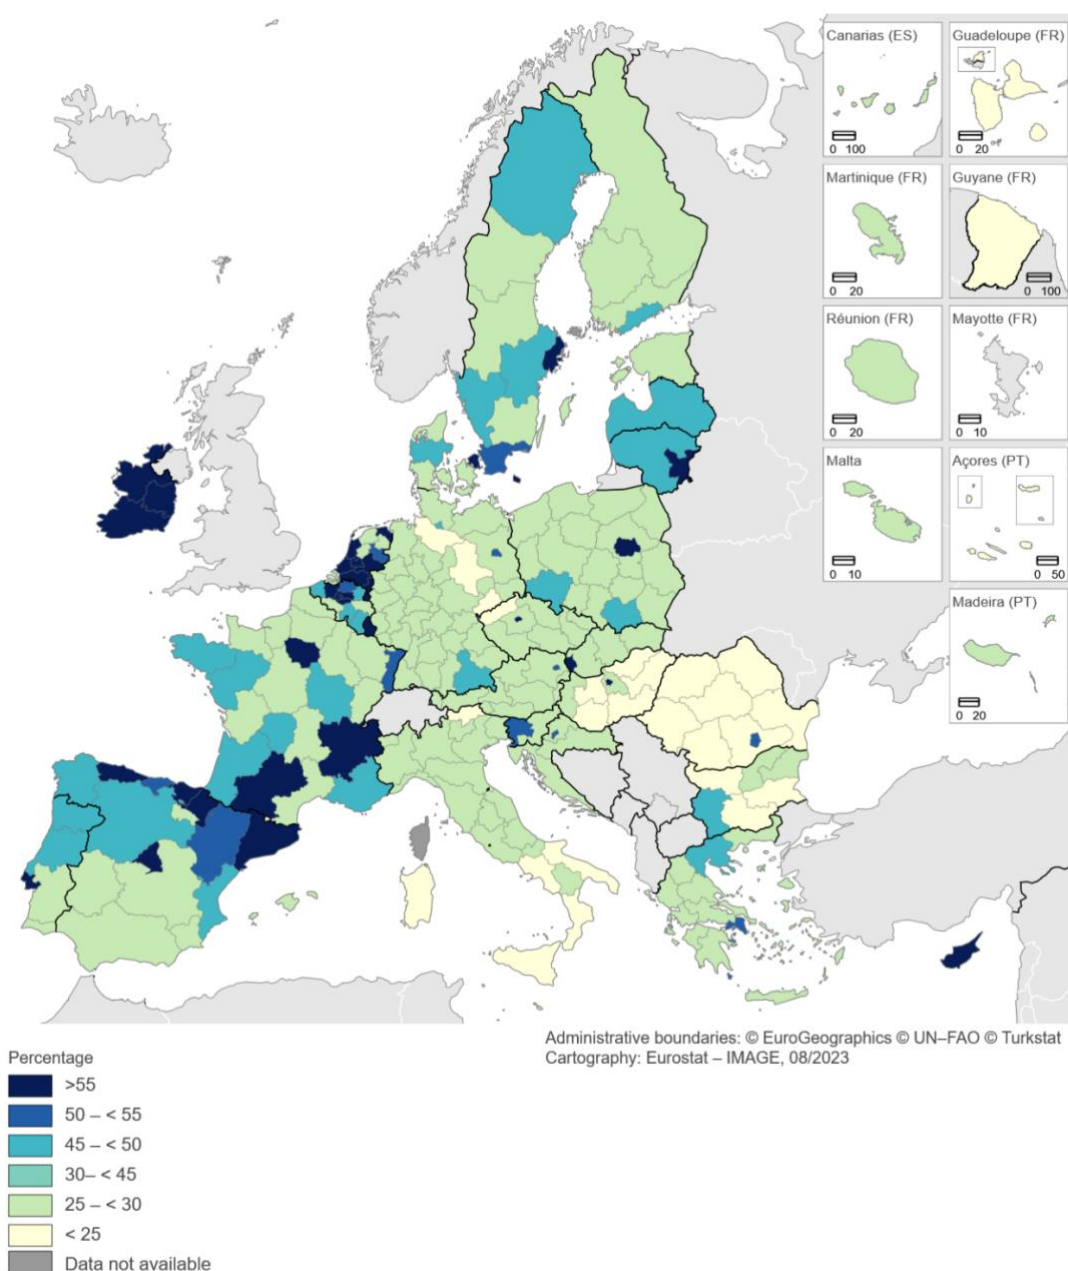 Canarias (ES)
0 100
Guadeloupe (FR)
0 20
Martinique (FR)
0 20
Guyane (FR)
0 100
Réunion (FR)
0 20
Mayotte (FR)
0 10
Malta
0 10
Açores (PT)
0 50
Madeira (PT)
0 20
Administrative boundaries: © EuroGeographics © UN–FAO © Turkstat
Cartography: Eurostat – IMAGE, 08/2023
Percentage
>55
50 – < 55
45 – < 50
30– < 45
25 – < 30
< 25
Data not available